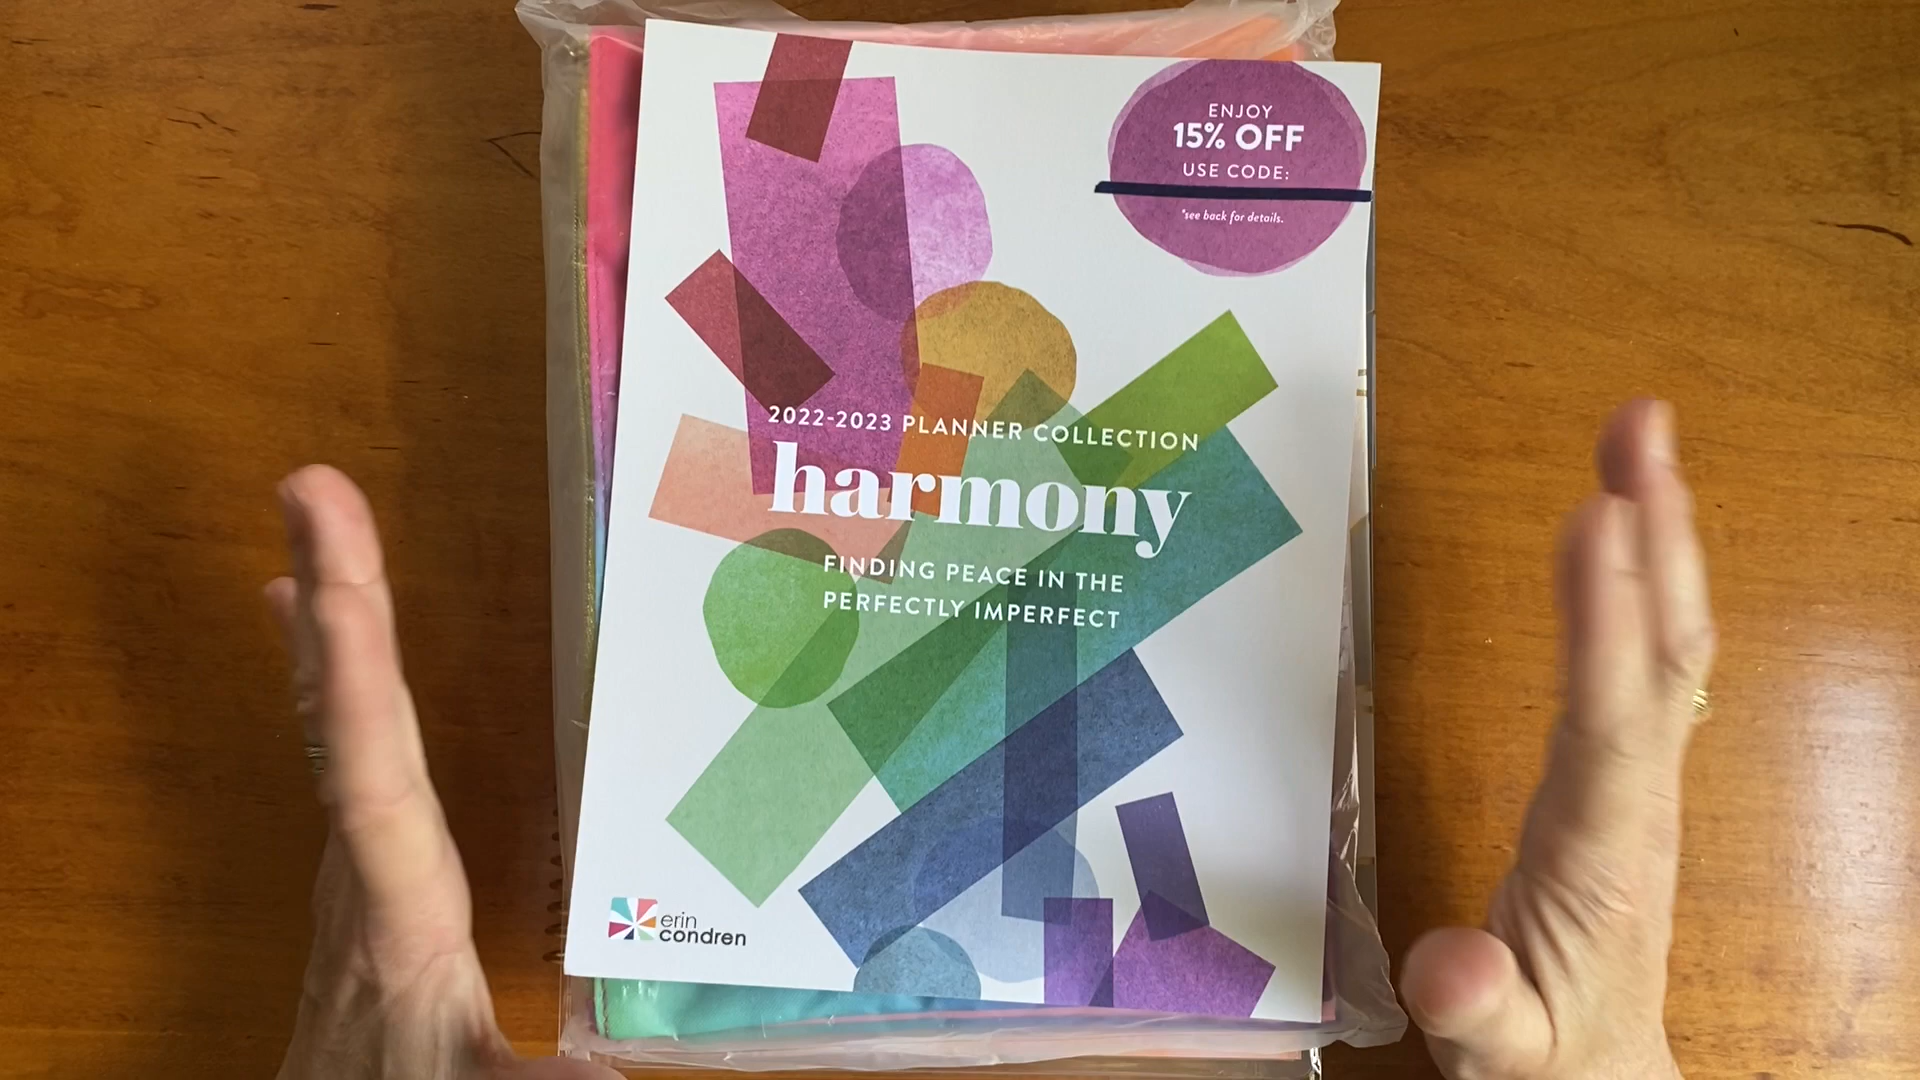 ENJOY
15% OFF
USE CODE:
*see back for details.
2022-2023 PLANNER COLLECTION
harmony
FINDING PEACE IN THE
PERFECTLY IMPERFECT
erin
condren